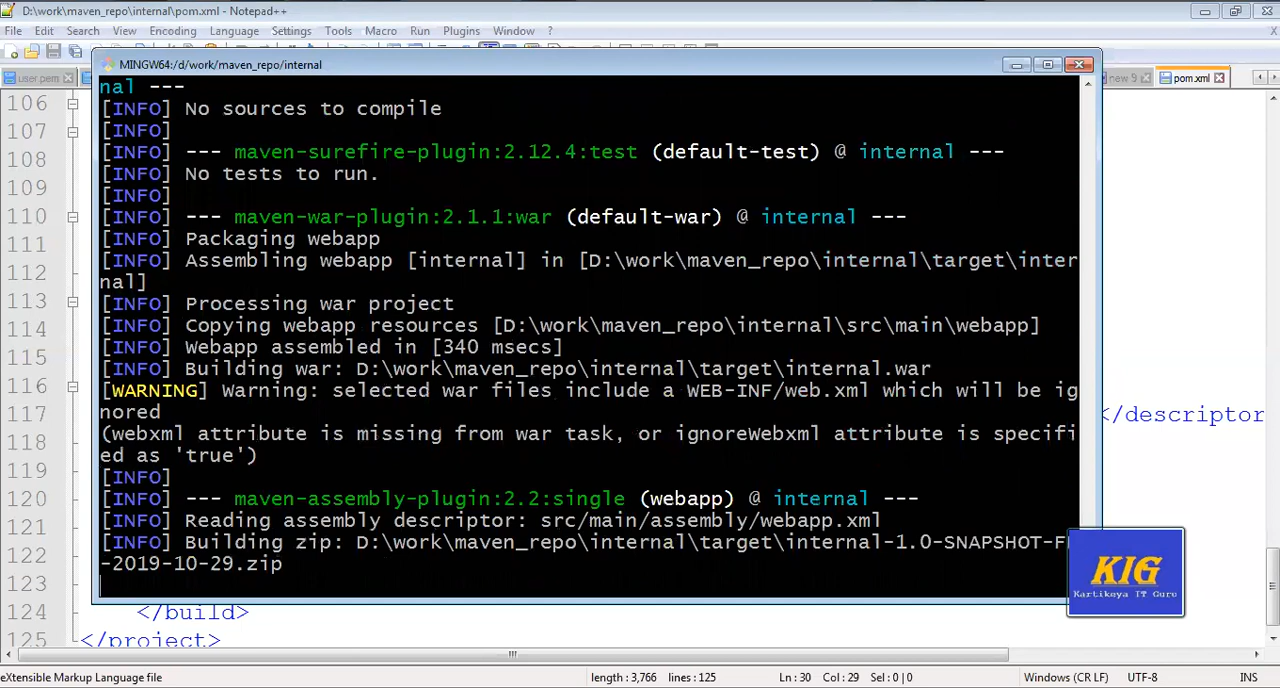 D:\work\maven_repo\internal\pom.xml - Notepad++
File Edit Search View Encoding Language Settings Tools Macro Run Plugins Window ? X
MINGW64:/d/work/maven_repo/internal
user pem
new 9
pom.xml
106
107
108
109
110
111
112
113
114
115
116
117
118
119
120
121
122
123
124
125
nal ---
[INFO] No sources to compile
[INFO]
[INFO] --- maven-surefire-plugin:2.12.4:test (default-test) @ internal ---
[INFO] No tests to run.
[INFO]
[INFO] --- maven-war-plugin:2.1.1:war (default-war) @ internal ---
[INFO] Packaging webapp
[INFO] Assembling webapp [internal] in [D:\work\maven_repo\internal\target\inter
nal]
[INFO] Processing war project
[INFO] Copying webapp resources [D:\work\maven_repo\internal\src\main\webapp]
[INFO] Webapp assembled in [340 msecs]
[INFO] Building war: D:\work\maven_repo\internal\target\internal.war
[WARNING] Warning: selected war files include a WEB-INF/web.xml which will be ig
nored
(webxml attribute is missing from war task, or ignoreWebxml attribute is specifi
ed as 'true')
[INFO]
[INFO] --- maven-assembly-plugin:2.2:single (webapp) @ internal ---
[INFO] Reading assembly descriptor: src/main/assembly/webapp.xml
[INFO] Building zip: D:\work\maven_repo\internal\target\internal-1.0-SNAPSHOT-F
-2019-10-29.zip
</descriptor
</build>
</project>
KIG
Kartikeya IT Guru
eXtensible Markup Language file length : 3,766 lines : 125 Ln : 30 Col : 29 Sel : 0 | 0 Windows (CR LF) UTF-8 INS